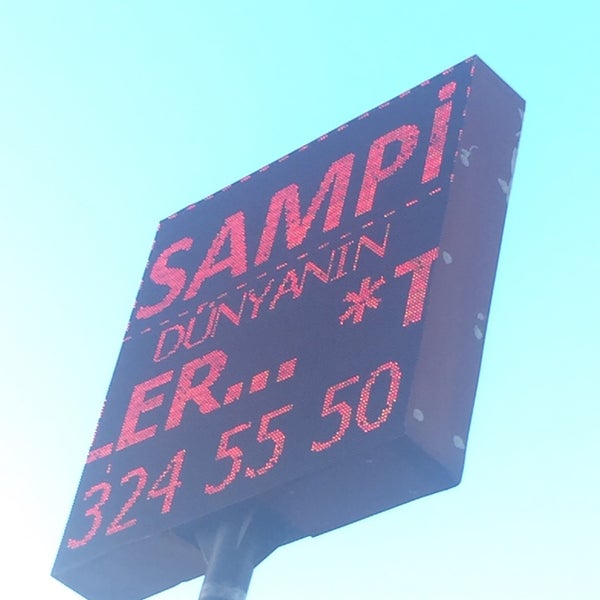 SAMPİ
DÜNYANIN
LER... *T
324 55 50